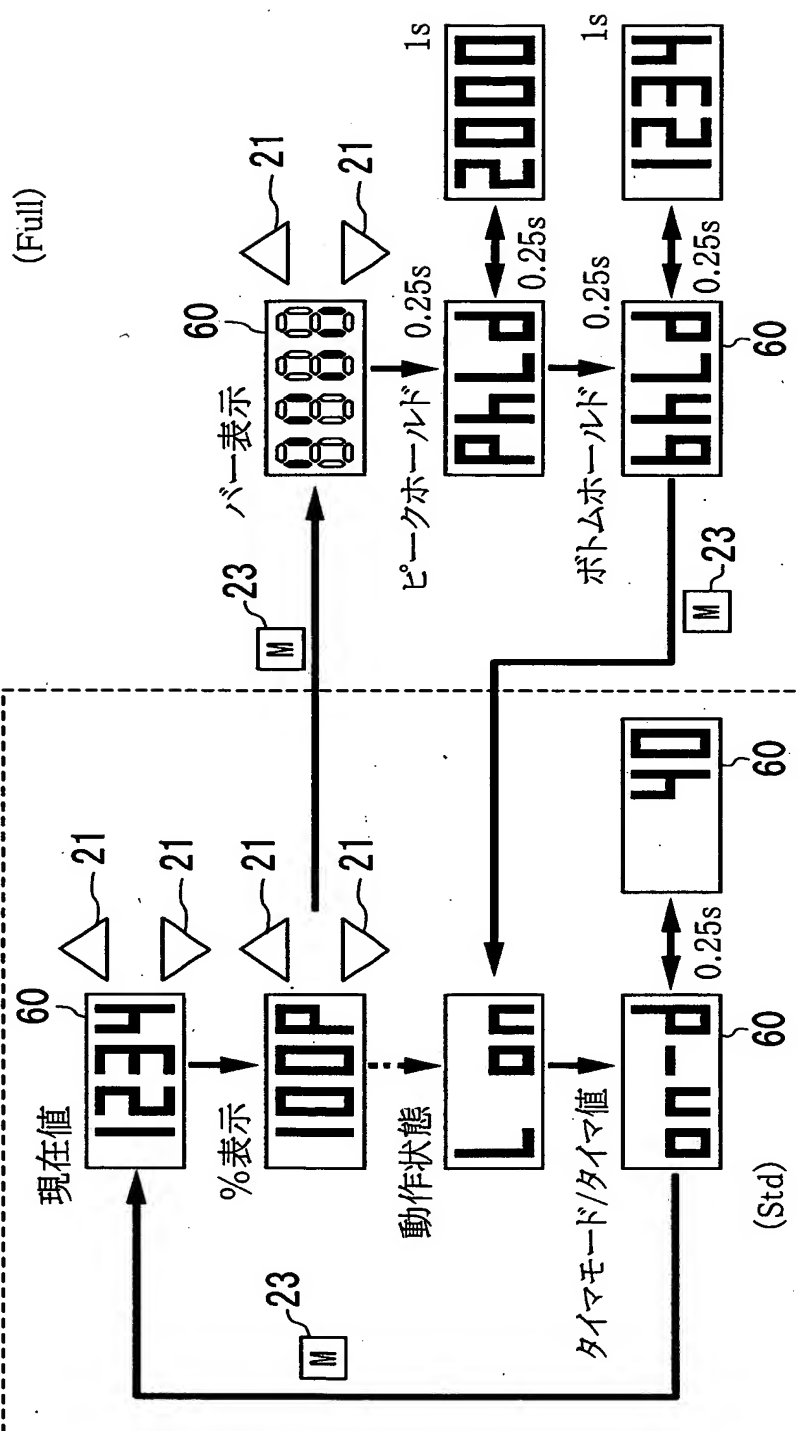 (Std)
現在値
1234
60
21
21
%表示
100P
21
21
動作状態
L on
タイマモード/タイマ値
on-d
60
0.25s
40
60
M
23
(Full)
M
23
バー表示
8888
60
21
21
ピークホールド
0.25s
PhLd
0.25s
2000
1s
ボトムホールド
0.25s
bhLd
60
0.25s
1234
1s
M
23